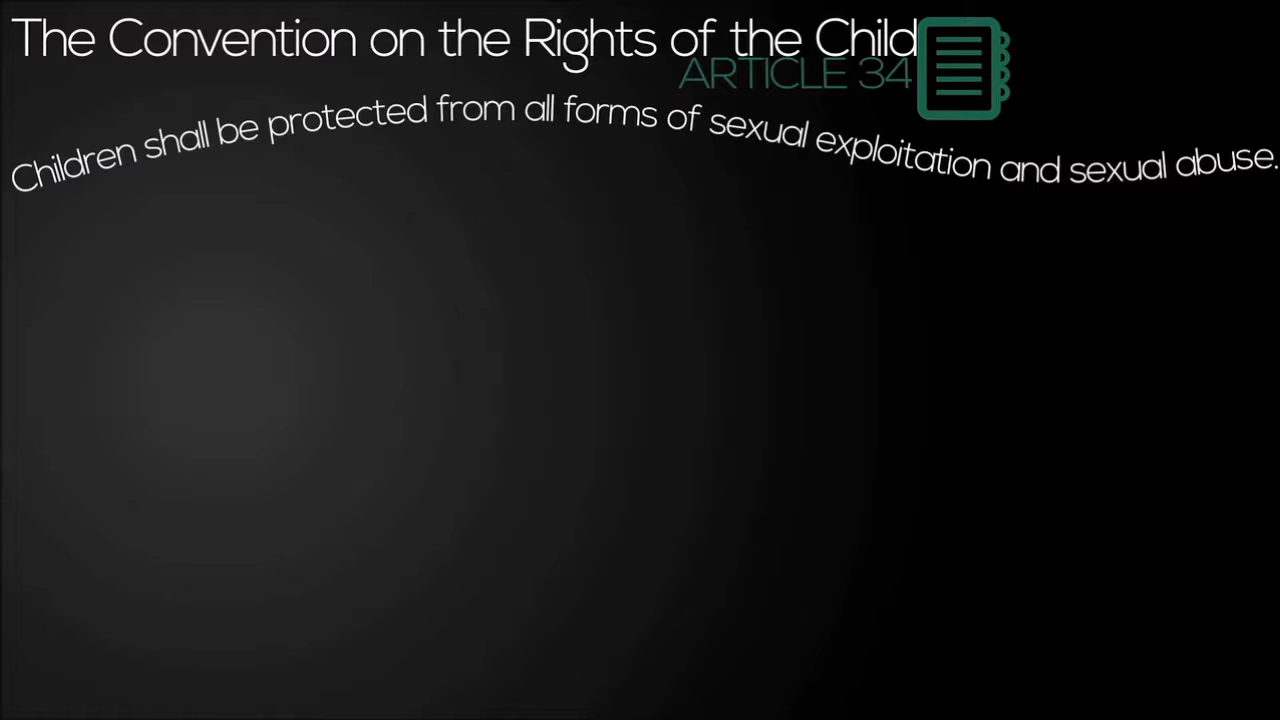 The Convention on the Rights of the Child
ARTICLE 34
Children shall be protected from all forms of sexual exploitation and sexual abuse.